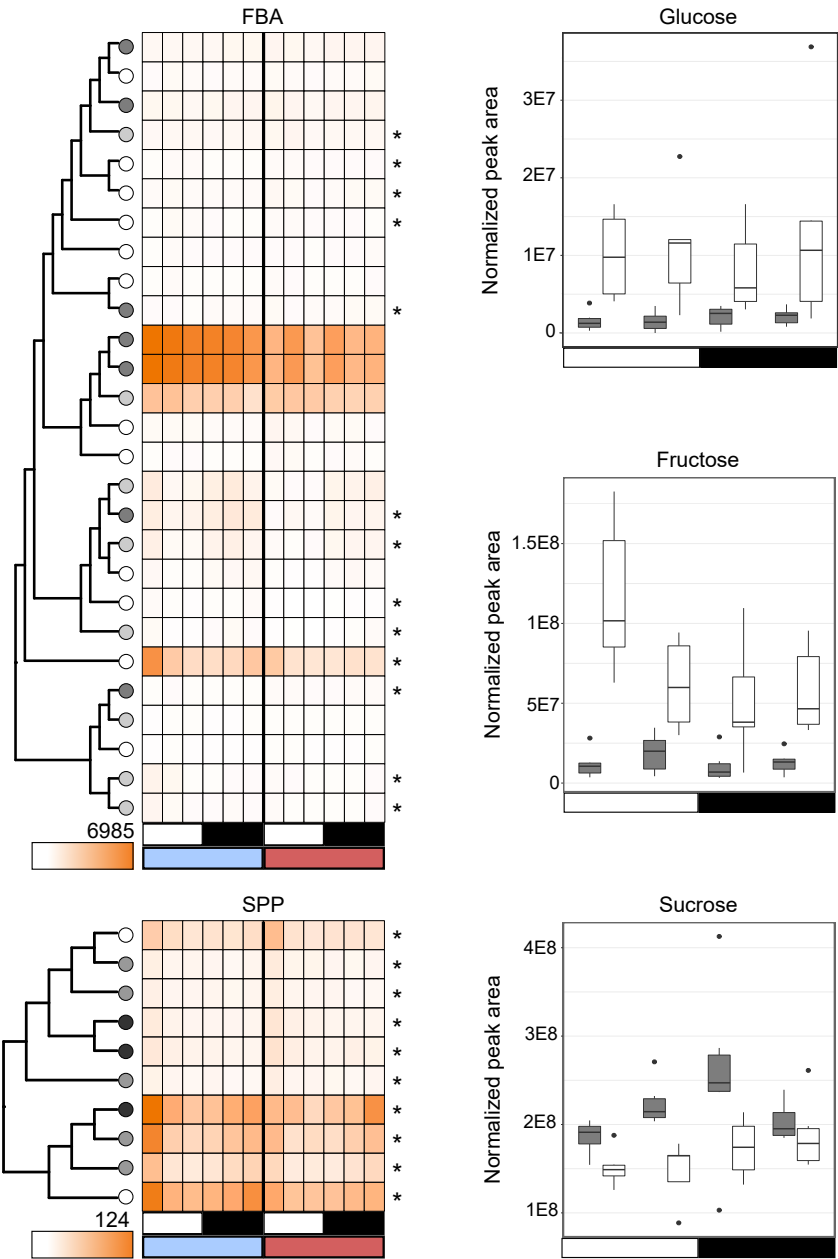 FBA
*
*
*
*
*
*
*
*
*
*
*
*
*
6985
SPP
*
*
*
*
*
*
*
*
*
*
124
Glucose
Normalized peak area
3E7
2E7
1E7
0
Fructose
Normalized peak area
1.5E8
1E8
5E7
0
Sucrose
Normalized peak area
4E8
3E8
2E8
1E8